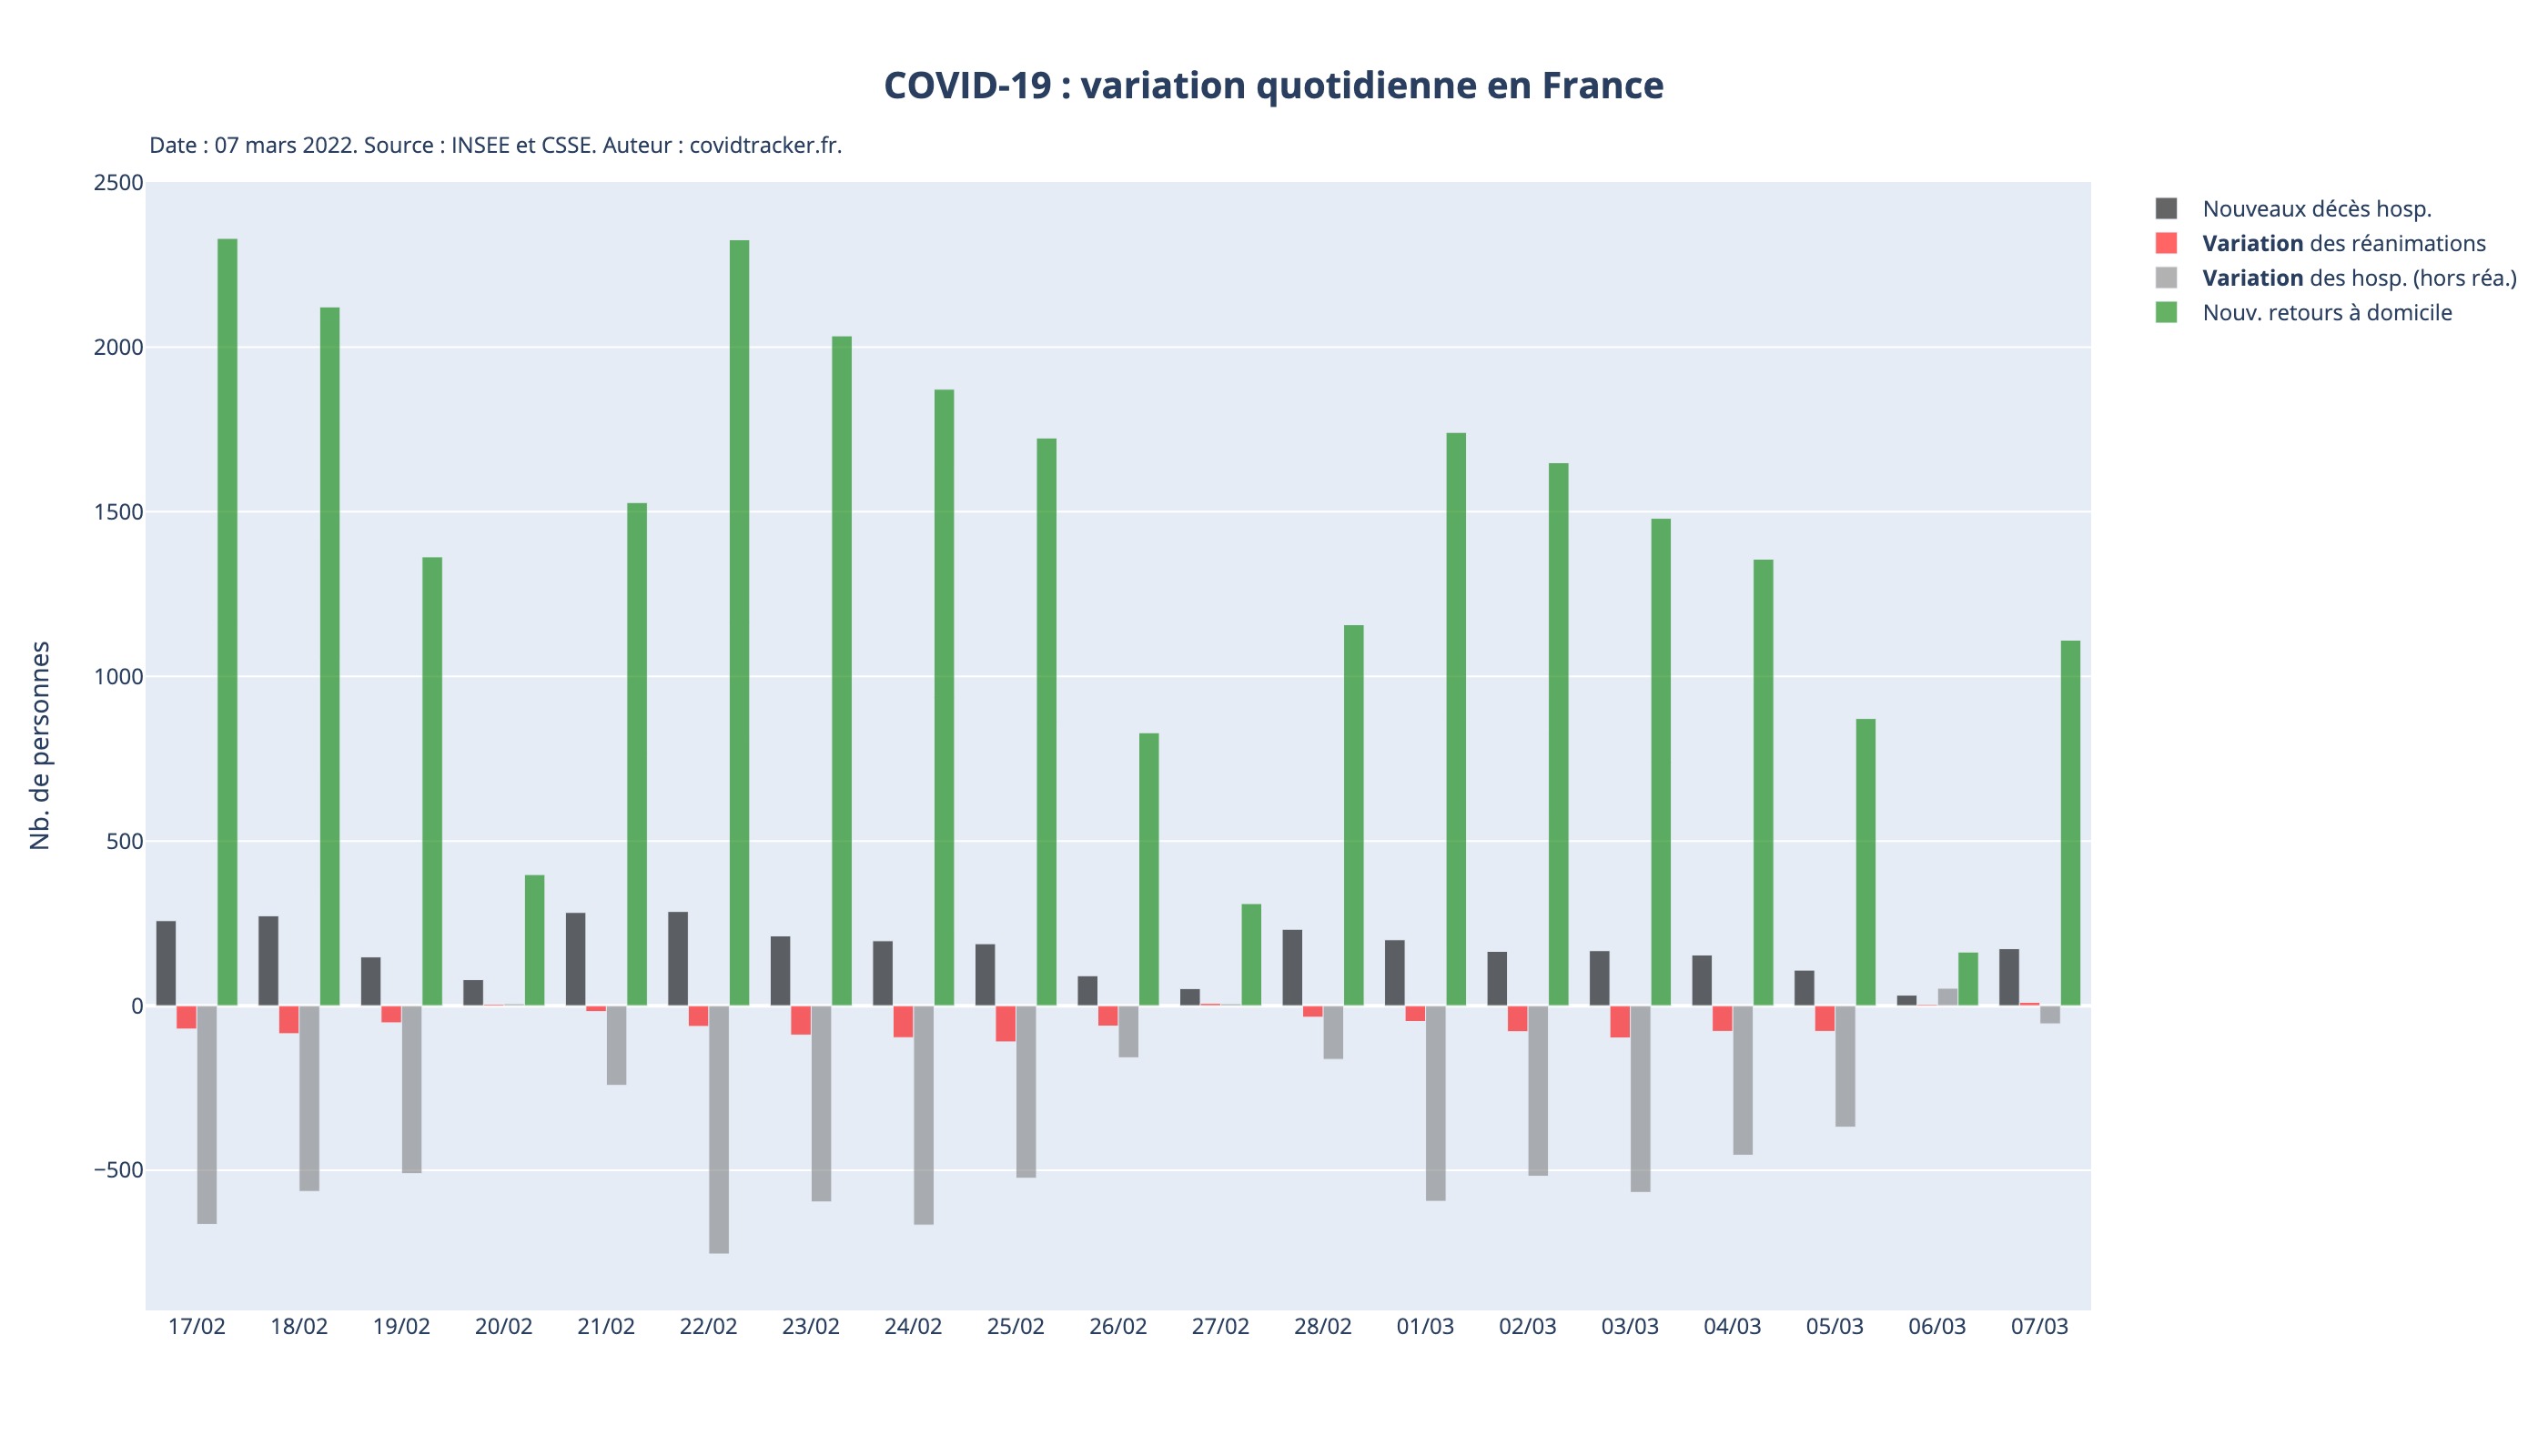 COVID-19 : variation quotidienne en France
Date : 07 mars 2022. Source : INSEE et CSSE. Auteur : covidtracker.fr.
Nb. de personnes
2500
2000
1500
1000
500
0
−500
17/02 18/02 19/02 20/02 21/02 22/02 23/02 24/02 25/02 26/02 27/02 28/02 01/03 02/03 03/03 04/03 05/03 06/03 07/03
Nouveaux décès hosp.
Variation des réanimations
Variation des hosp. (hors réa.)
Nouv. retours à domicile